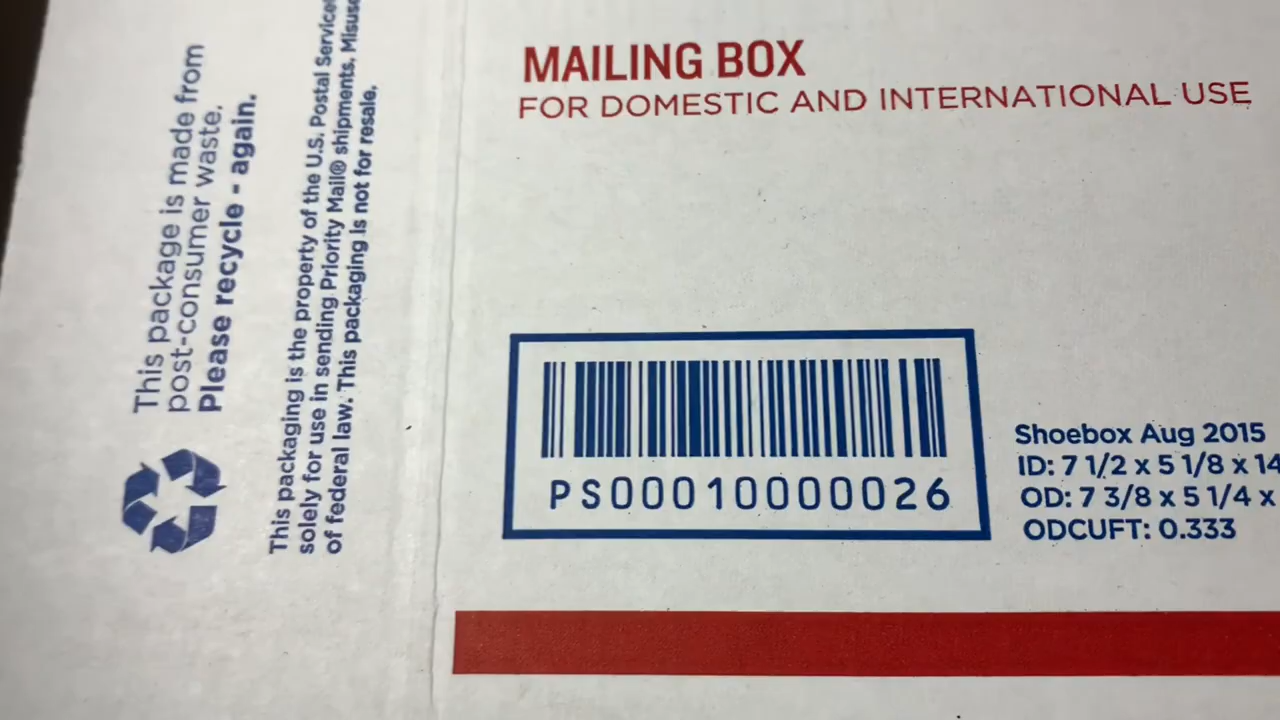 MAILING BOX
FOR DOMESTIC AND INTERNATIONAL USE
This package is made from
post-consumer waste.
Please recycle - again.
This packaging is the property of the U.S. Postal Service
solely for use in sending Priority Mail® shipments. Misuse
of federal law. This packaging is not for resale.
PS00010000026
Shoebox Aug 2015
ID: 7 1/2 x 5 1/8 x 14
OD: 7 3/8 x 5 1/4 x
ODCUFT: 0.333